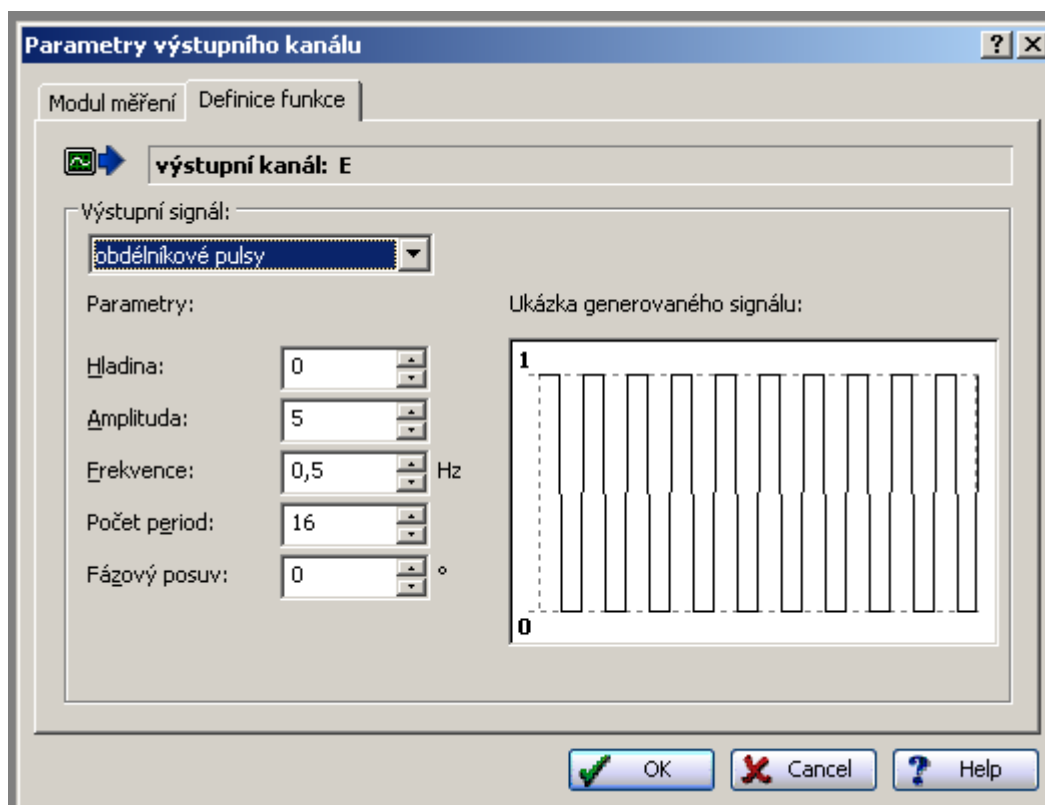 Parametry výstupního kanálu
Modul měření Definice funkce
výstupní kanál: E
Výstupní signál:
obdélníkové pulsy
Parametry: Ukázka generovaného signálu:
1
Hladina: 0
Amplituda: 5
Frekvence: 0,5 Hz
Počet period: 16
Fázový posuv: 0 °
0
OK Cancel ? Help